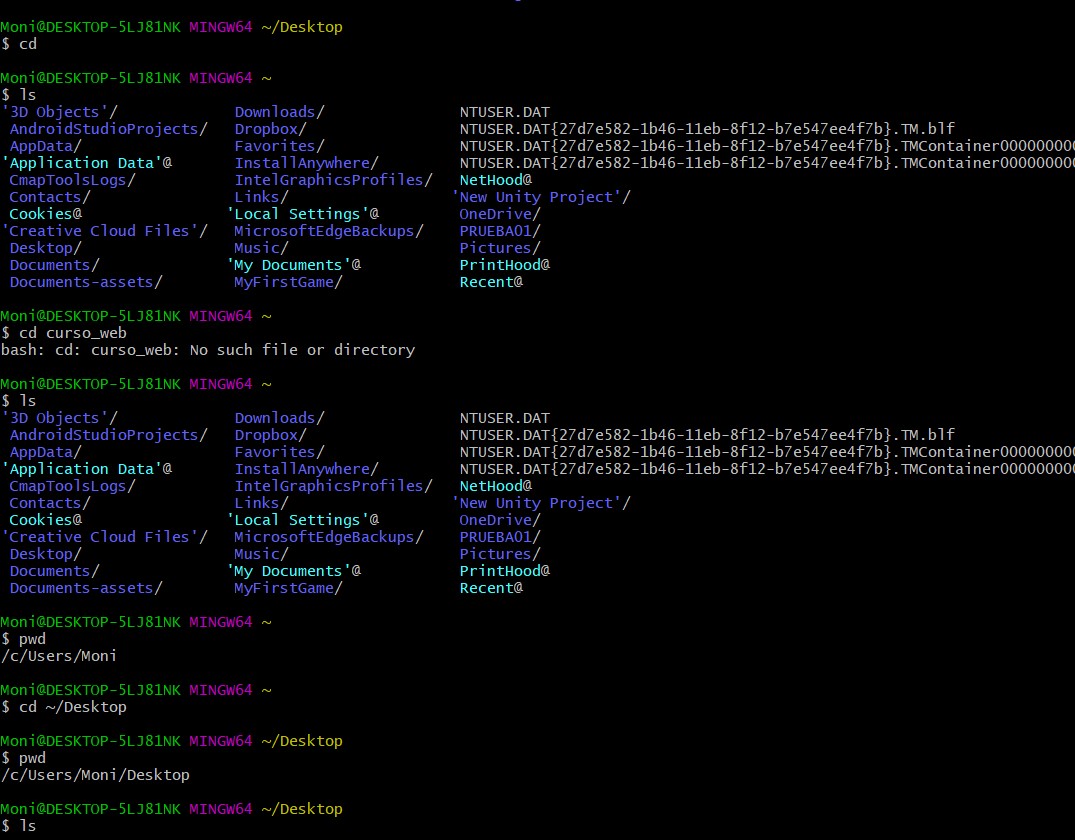 Moni@DESKTOP-5LJ81NK MINGW64 ~/Desktop
$ cd
Moni@DESKTOP-5LJ81NK MINGW64 ~
$ ls
'3D Objects'/ Downloads/ NTUSER.DAT
AndroidStudioProjects/ Dropbox/ NTUSER.DAT{27d7e582-1b46-11eb-8f12-b7e547ee4f7b}.TM.blf
AppData/ Favorites/ NTUSER.DAT{27d7e582-1b46-11eb-8f12-b7e547ee4f7b}.TMContainer000000000
'Application Data'@ InstallAnywhere/ NTUSER.DAT{27d7e582-1b46-11eb-8f12-b7e547ee4f7b}.TMContainer000000000
CmapToolsLogs/ IntelGraphicsProfiles/ NetHood@
Contacts/ Links/ 'New Unity Project'/
Cookies@ 'Local Settings'@ OneDrive/
'Creative Cloud Files'/ MicrosoftEdgeBackups/ PRUEBA01/
Desktop/ Music/ Pictures/
Documents/ 'My Documents'@ PrintHood@
Documents-assets/ MyFirstGame/ Recent@
Moni@DESKTOP-5LJ81NK MINGW64 ~
$ cd curso_web
bash: cd: curso_web: No such file or directory
Moni@DESKTOP-5LJ81NK MINGW64 ~
$ ls
'3D Objects'/ Downloads/ NTUSER.DAT
AndroidStudioProjects/ Dropbox/ NTUSER.DAT{27d7e582-1b46-11eb-8f12-b7e547ee4f7b}.TM.blf
AppData/ Favorites/ NTUSER.DAT{27d7e582-1b46-11eb-8f12-b7e547ee4f7b}.TMContainer000000000
'Application Data'@ InstallAnywhere/ NTUSER.DAT{27d7e582-1b46-11eb-8f12-b7e547ee4f7b}.TMContainer000000000
CmapToolsLogs/ IntelGraphicsProfiles/ NetHood@
Contacts/ Links/ 'New Unity Project'/
Cookies@ 'Local Settings'@ OneDrive/
'Creative Cloud Files'/ MicrosoftEdgeBackups/ PRUEBA01/
Desktop/ Music/ Pictures/
Documents/ 'My Documents'@ PrintHood@
Documents-assets/ MyFirstGame/ Recent@
Moni@DESKTOP-5LJ81NK MINGW64 ~
$ pwd
/c/Users/Moni
Moni@DESKTOP-5LJ81NK MINGW64 ~
$ cd ~/Desktop
Moni@DESKTOP-5LJ81NK MINGW64 ~/Desktop
$ pwd
/c/Users/Moni/Desktop
Moni@DESKTOP-5LJ81NK MINGW64 ~/Desktop
$ ls